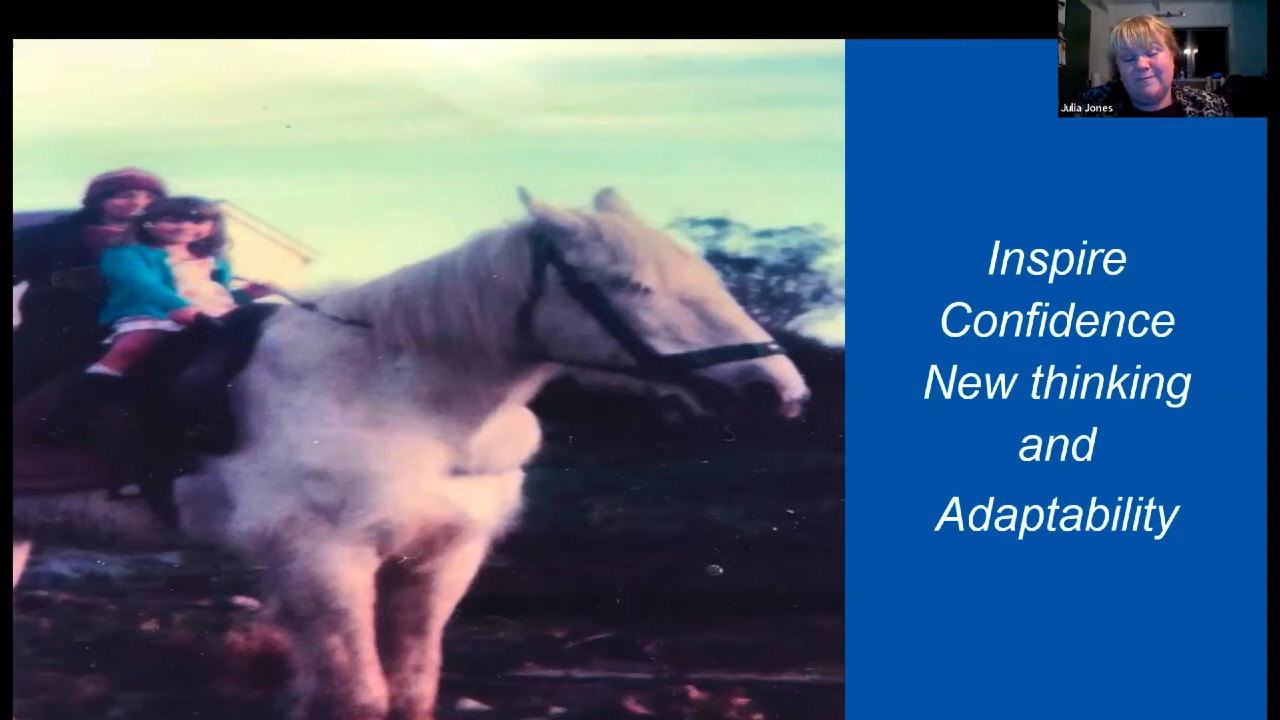 Julia Jones
Inspire
Confidence
New thinking
and
Adaptability